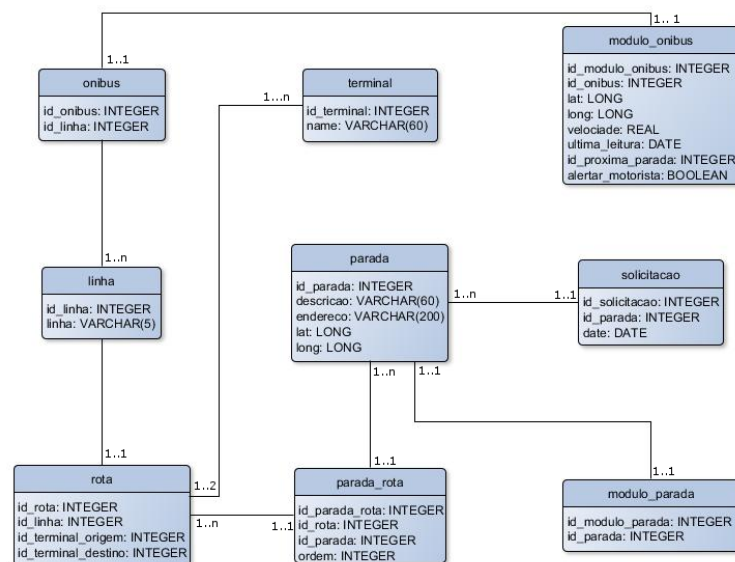 1..1
1.. 1
onibus
id_onibus: INTEGER
id_linha: INTEGER
terminal
id_terminal: INTEGER
name: VARCHAR(60)
1...n
modulo_onibus
id_modulo_onibus: INTEGER
id_onibus: INTEGER
lat: LONG
long: LONG
velociade: REAL
ultima_leitura: DATE
id_proxima_parada: INTEGER
alertar_motorista: BOOLEAN
1..n
linha
id_linha: INTEGER
linha: VARCHAR(5)
parada
id_parada: INTEGER
descricao: VARCHAR(60)
endereco: VARCHAR(200)
lat: LONG
long: LONG
1..n
1..1
solicitacao
id_solicitacao: INTEGER
id_parada: INTEGER
date: DATE
1..n
1..1
1..1
rota
id_rota: INTEGER
id_linha: INTEGER
id_terminal_origem: INTEGER
id_terminal_destino: INTEGER
1..2
1..n
1..1
1..1
parada_rota
id_parada_rota: INTEGER
id_rota: INTEGER
id_parada: INTEGER
ordem: INTEGER
1..1
modulo_parada
id_modulo_parada: INTEGER
id_parada: INTEGER